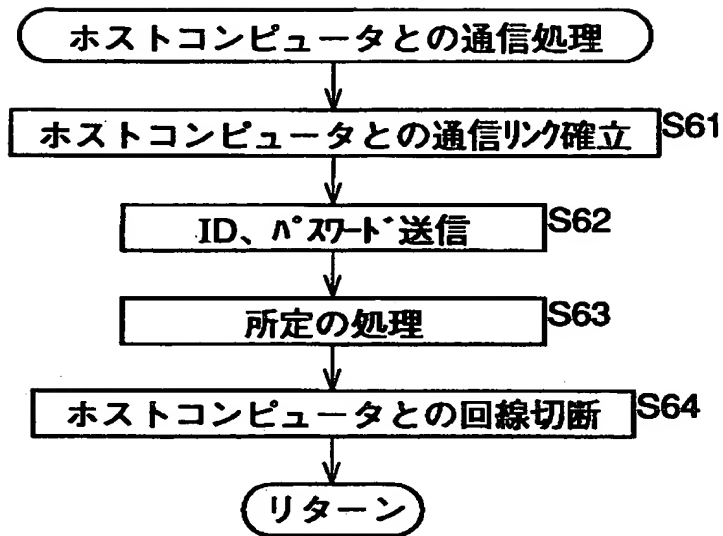 ホストコンピュータとの通信処理
ホストコンピュータとの通信リンク確立 S61
ID、パスワード送信 S62
所定の処理 S63
ホストコンピュータとの回線切断 S64
リターン